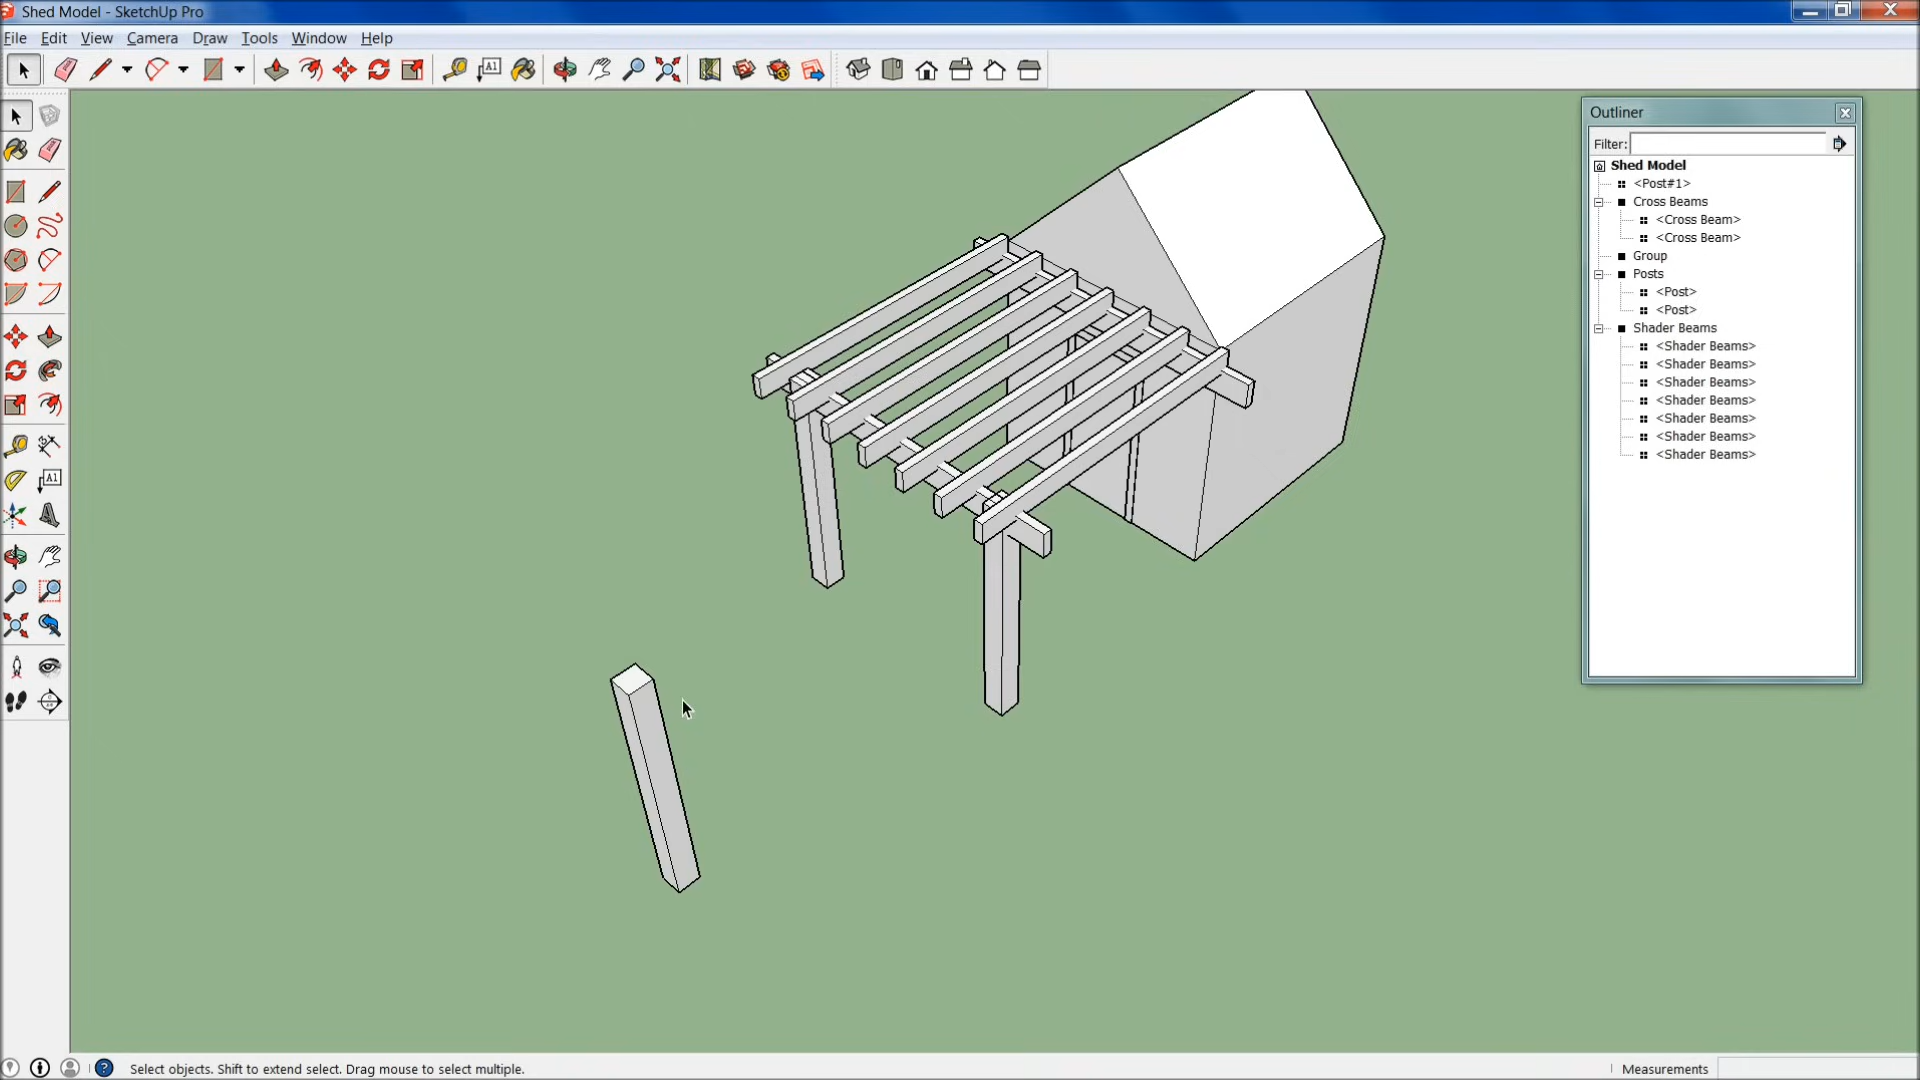 Shed Model - SketchUp Pro
File Edit View Camera Draw Tools Window Help
A1
Outliner
Filter:
Shed Model
<Post#1>
Cross Beams
<Cross Beam>
<Cross Beam>
Group
Posts
<Post>
<Post>
Shader Beams
<Shader Beams>
<Shader Beams>
<Shader Beams>
<Shader Beams>
<Shader Beams>
<Shader Beams>
<Shader Beams>
A1
Select objects. Shift to extend select. Drag mouse to select multiple.
Measurements